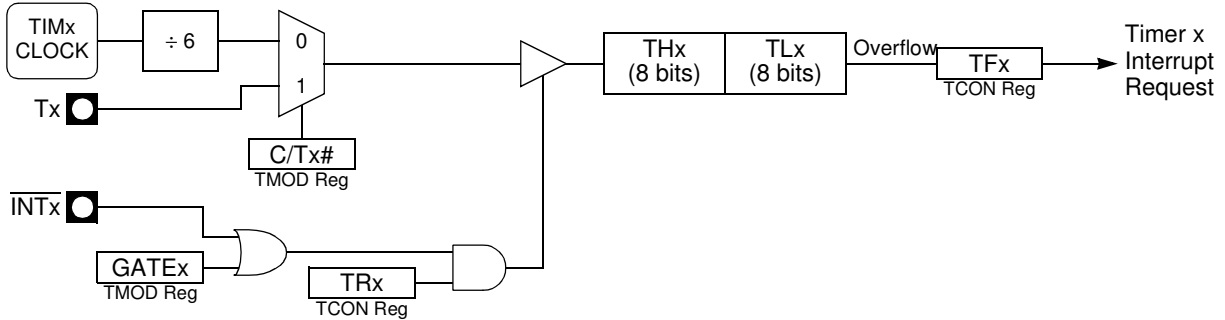 TIMx
CLOCK
÷ 6
0
1
Tx
C/Tx#
TMOD Reg
THx
(8 bits)
TLx
(8 bits)
Overflow
TFx
TCON Reg
Timer x
Interrupt
Request
INTx
GATEx
TMOD Reg
TRx
TCON Reg